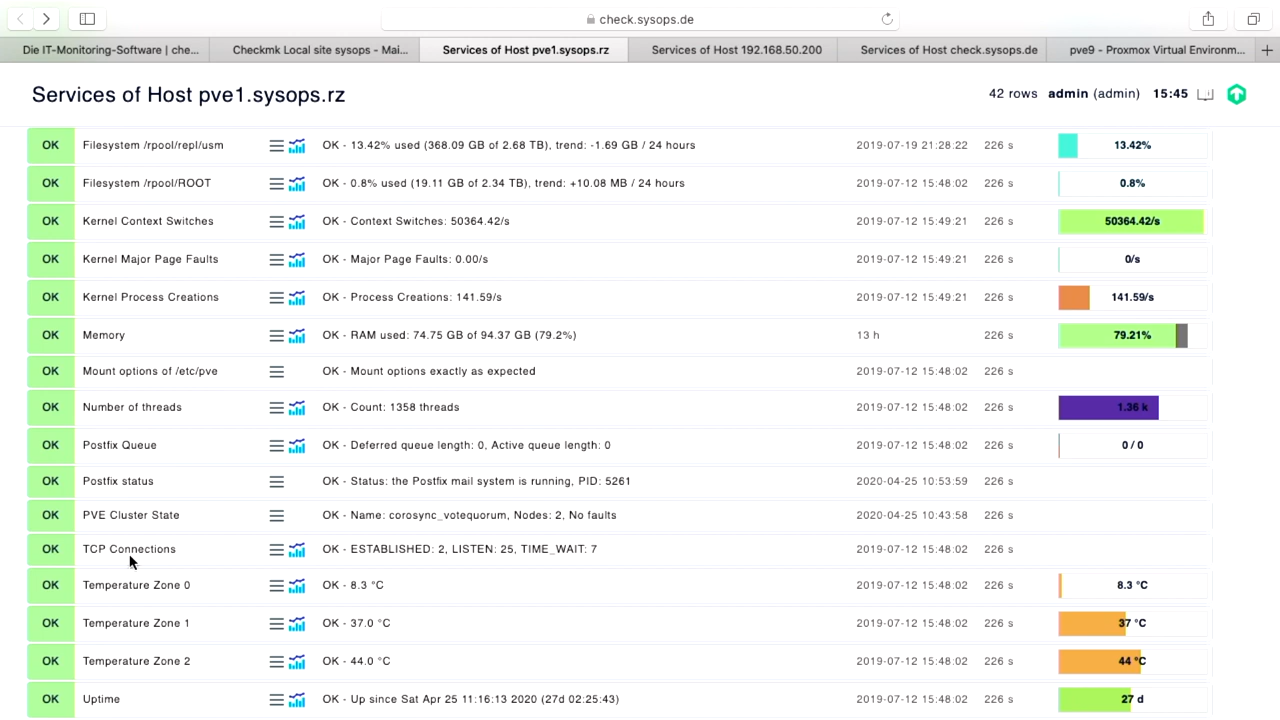 check.sysops.de
Die IT-Monitoring-Software | che...
Checkmk Local site sysops - Mai...
Services of Host pve1.sysops.rz
Services of Host 192.168.50.200
Services of Host check.sysops.de
pve9 - Proxmox Virtual Environm...
Services of Host pve1.sysops.rz
42 rows admin (admin) 15:45
OK Filesystem /rpool/repl/usm OK - 13.42% used (368.09 GB of 2.68 TB), trend: -1.69 GB / 24 hours 2019-07-19 21:28:22 226 s 13.42%
OK Filesystem /rpool/ROOT OK - 0.8% used (19.11 GB of 2.34 TB), trend: +10.08 MB / 24 hours 2019-07-12 15:48:02 226 s 0.8%
OK Kernel Context Switches OK - Context Switches: 50364.42/s 2019-07-12 15:49:21 226 s 50364.42/s
OK Kernel Major Page Faults OK - Major Page Faults: 0.00/s 2019-07-12 15:49:21 226 s 0/s
OK Kernel Process Creations OK - Process Creations: 141.59/s 2019-07-12 15:49:21 226 s 141.59/s
OK Memory OK - RAM used: 74.75 GB of 94.37 GB (79.2%) 13 h 226 s 79.21%
OK Mount options of /etc/pve OK - Mount options exactly as expected 2019-07-12 15:48:02 226 s
OK Number of threads OK - Count: 1358 threads 2019-07-12 15:48:02 226 s 1.36 k
OK Postfix Queue OK - Deferred queue length: 0, Active queue length: 0 2019-07-12 15:48:02 226 s 0 / 0
OK Postfix status OK - Status: the Postfix mail system is running, PID: 5261 2020-04-25 10:53:59 226 s
OK PVE Cluster State OK - Name: corosync_votequorum, Nodes: 2, No faults 2020-04-25 10:43:58 226 s
OK TCP Connections OK - ESTABLISHED: 2, LISTEN: 25, TIME_WAIT: 7 2019-07-12 15:48:02 226 s
OK Temperature Zone 0 OK - 8.3 °C 2019-07-12 15:48:02 226 s 8.3 °C
OK Temperature Zone 1 OK - 37.0 °C 2019-07-12 15:48:02 226 s 37 °C
OK Temperature Zone 2 OK - 44.0 °C 2019-07-12 15:48:02 226 s 44 °C
OK Uptime OK - Up since Sat Apr 25 11:16:13 2020 (27d 02:25:43) 2019-07-12 15:48:02 226 s 27 d